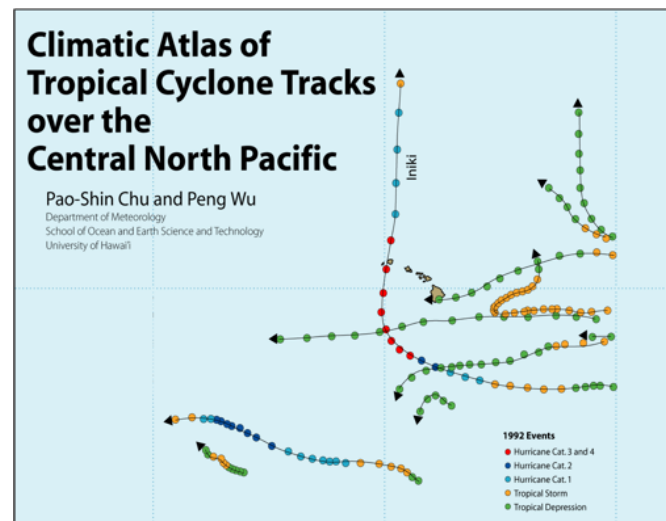 Climatic Atlas of
Tropical Cyclone Tracks
over the
Central North Pacific
Pao-Shin Chu and Peng Wu
Department of Meteorology
School of Ocean and Earth Science and Technology
University of Hawai'i
Iniki
1992 Events
Hurricane Cat. 3 and 4
Hurricane Cat. 2
Hurricane Cat. 1
Tropical Storm
Tropical Depression